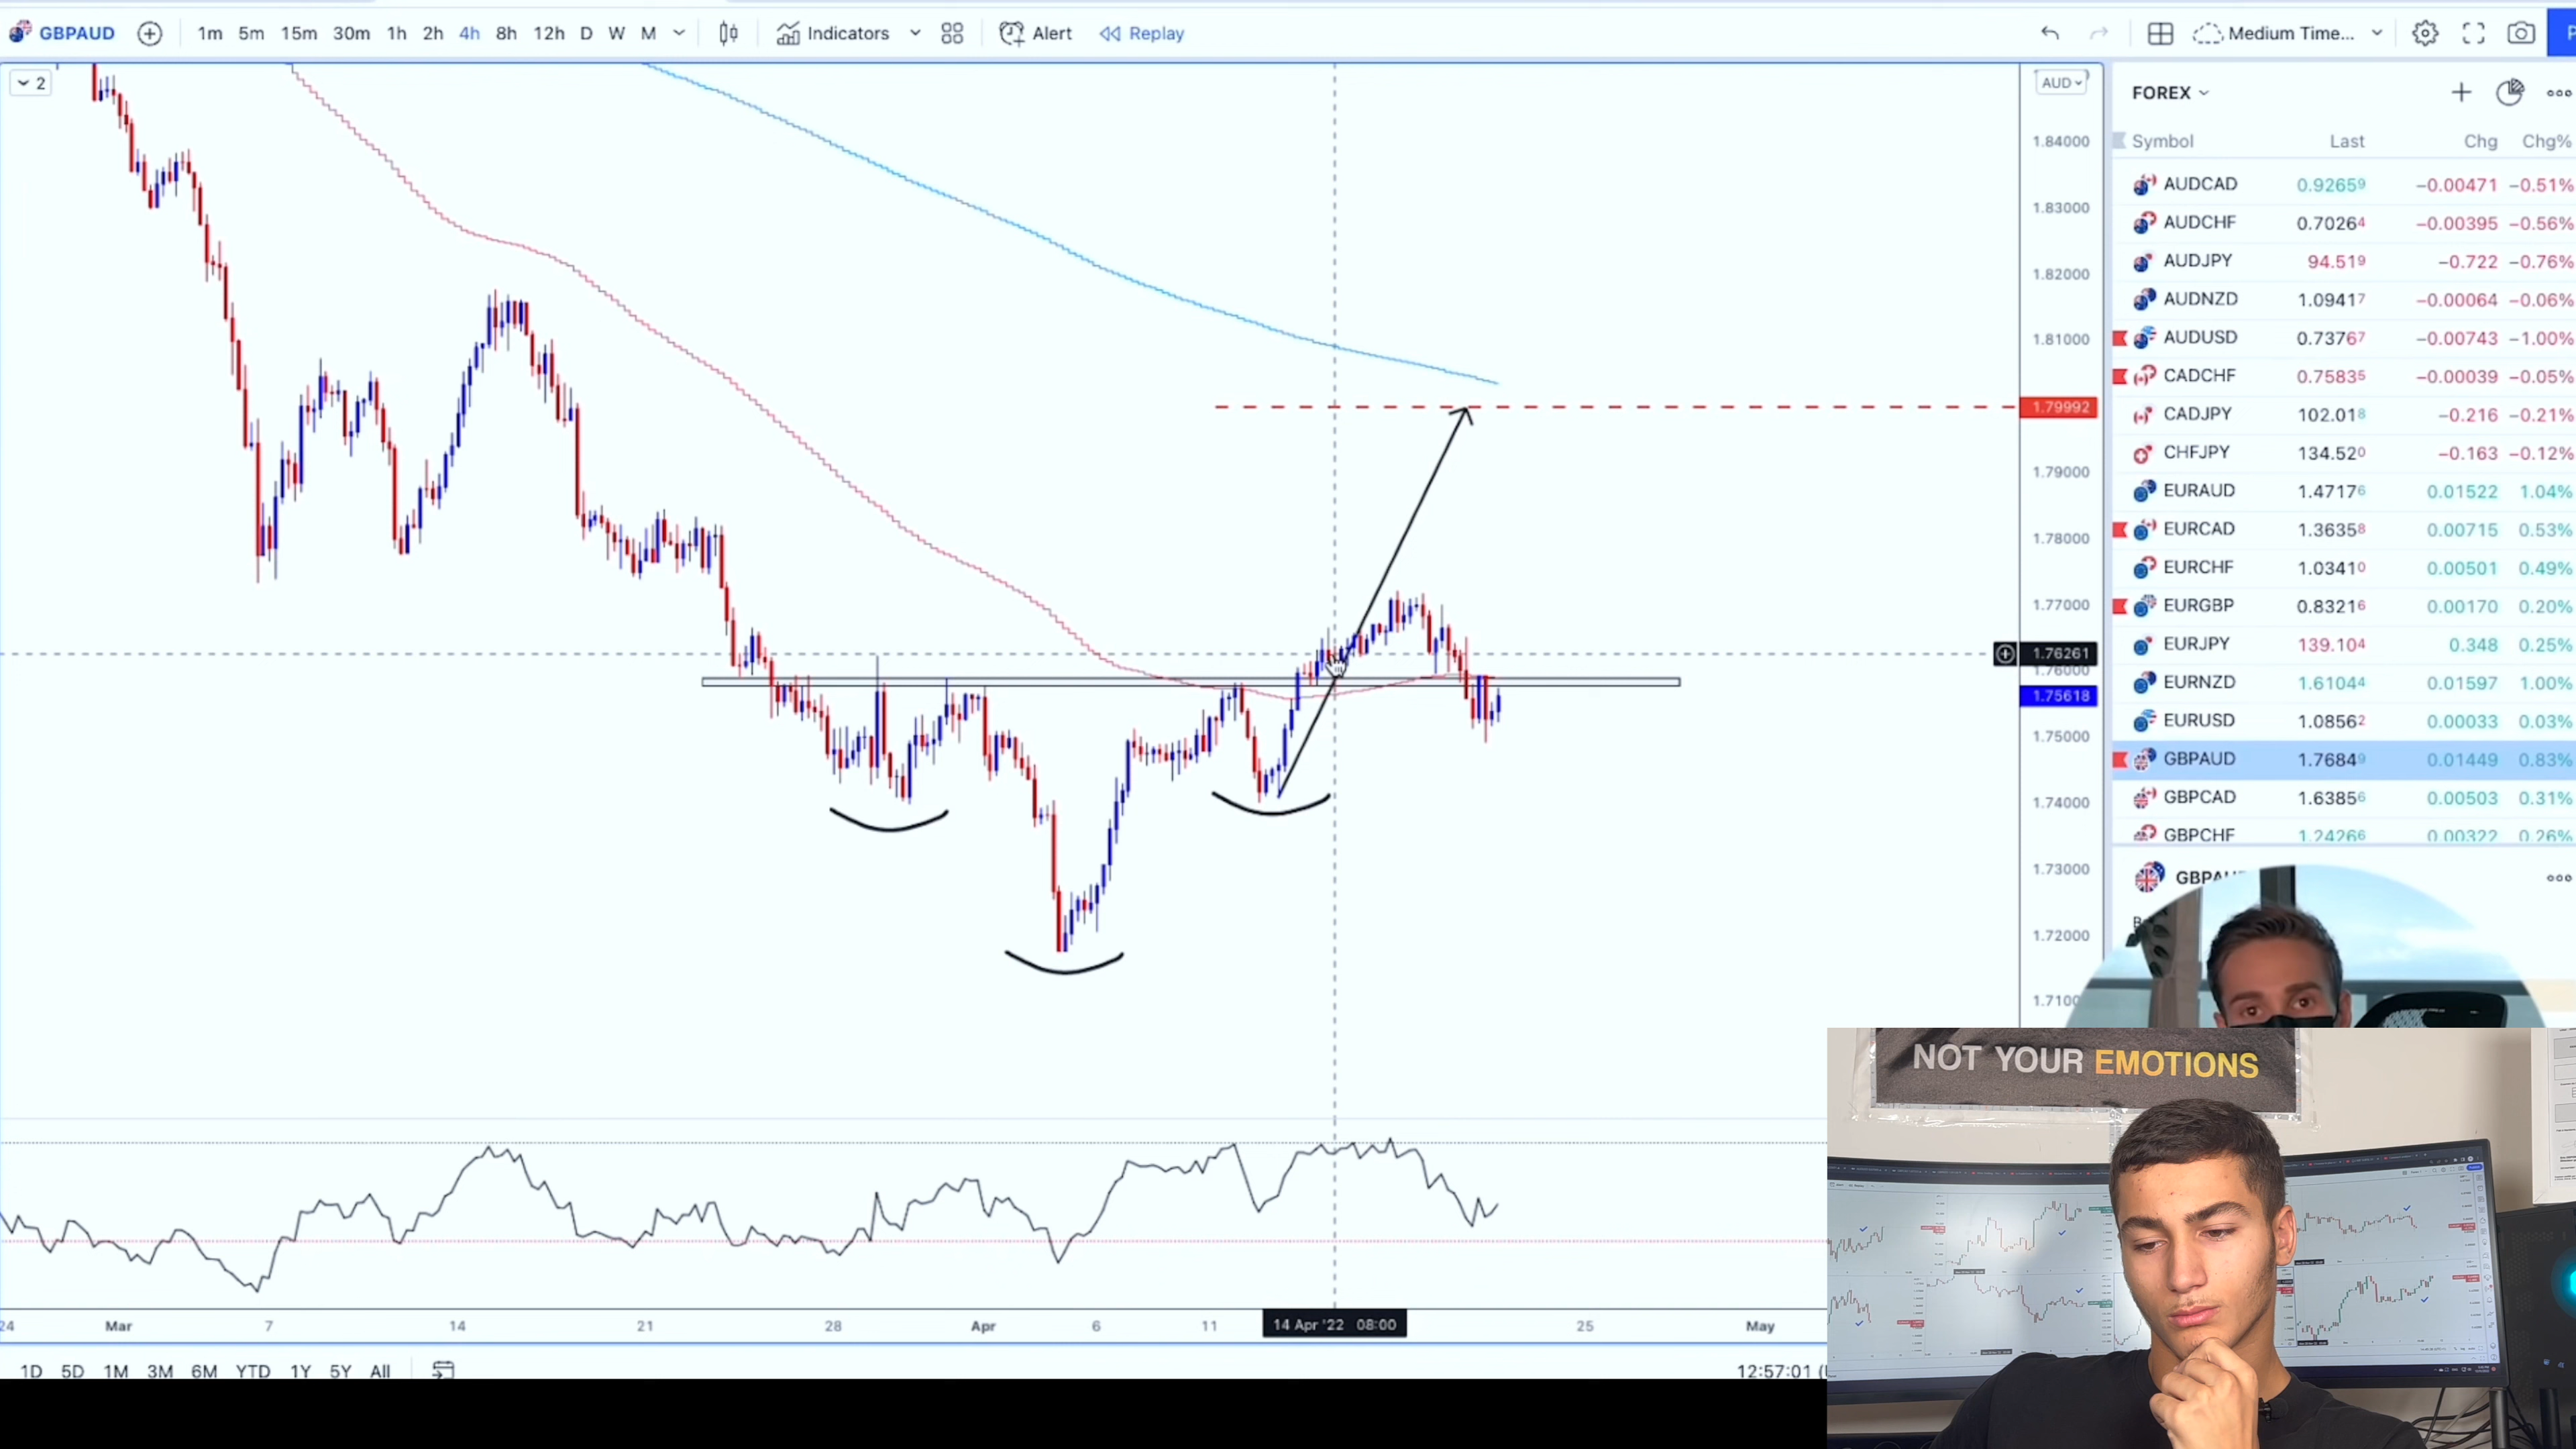 GBPAUD 1m 5m 15m 30m 1h 2h 4h 8h 12h D W M Indicators Alert Replay Medium Time...
2
AUD
1.84000
1.83000
1.82000
1.81000
1.79992
1.79000
1.78000
1.77000
1.76261
1.76000
1.75618
1.75000
1.74000
1.73000
1.72000
FOREX
Symbol Last Chg Chg%
AUDCAD 0.92659 −0.00471 −0.51%
AUDCHF 0.70264 −0.00395 −0.56%
AUDJPY 94.519 −0.722 −0.76%
AUDNZD 1.09417 −0.00064 −0.06%
AUDUSD 0.73767 −0.00743 −1.00%
CADCHF 0.75835 −0.00039 −0.05%
CADJPY 102.018 −0.216 −0.21%
CHFJPY 134.520 −0.163 −0.12%
EURAUD 1.47176 0.01522 1.04%
EURCAD 1.36358 0.00715 0.53%
EURCHF 1.03410 0.00501 0.49%
EURGBP 0.83216 0.00170 0.20%
EURJPY 139.104 0.348 0.25%
EURNZD 1.61044 0.01597 1.00%
EURUSD 1.08562 0.00033 0.03%
GBPAUD 1.76849 0.01449 0.83%
GBPCAD 1.63856 0.00503 0.31%
GBPCHF 1.24266 0.00322 0.26%
NOT YOUR EMOTIONS
24 Mar 7 14 21 28 Apr 6 11 14 Apr '22 08:00 25 May
1D 5D 1M 3M 6M YTD 1Y 5Y All 12:57:01